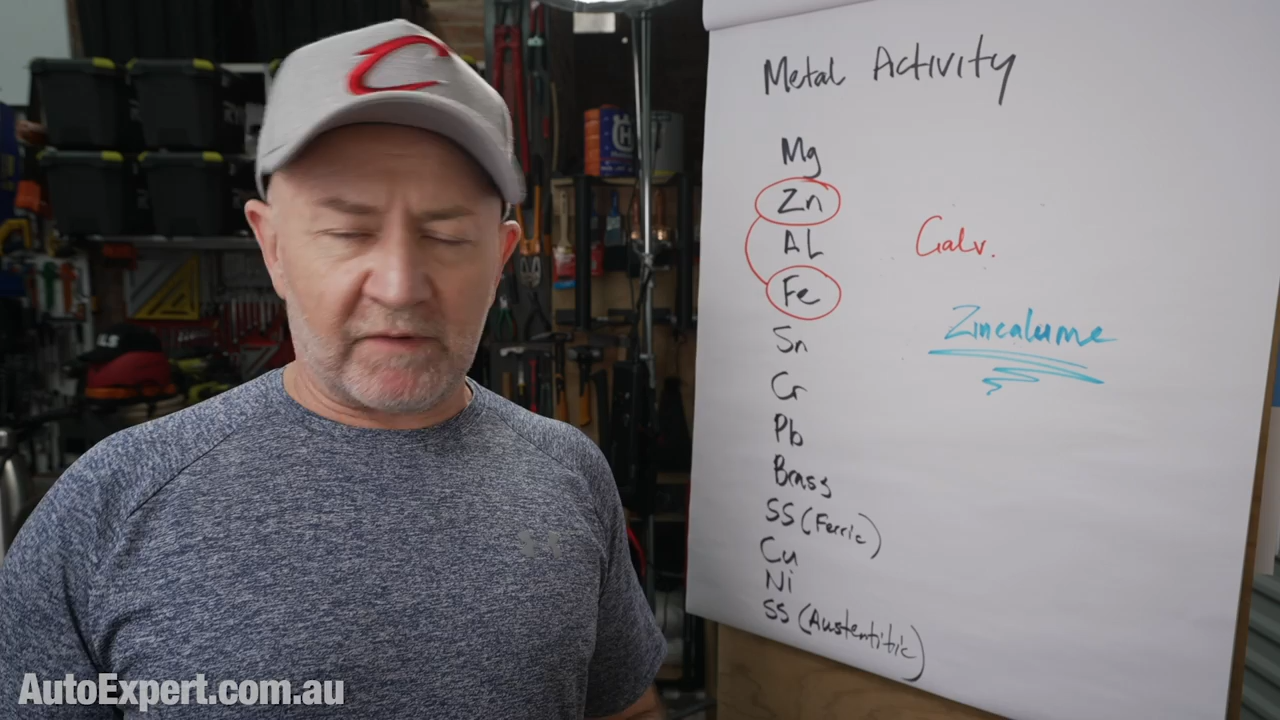 Metal Activity
Mg
Zn
AL
Fe
Sn
Cr
Pb
Brass
SS (Ferric)
Cu
Ni
SS (Austentitic)
Galv.
Zincalume
AutoExpert.com.au